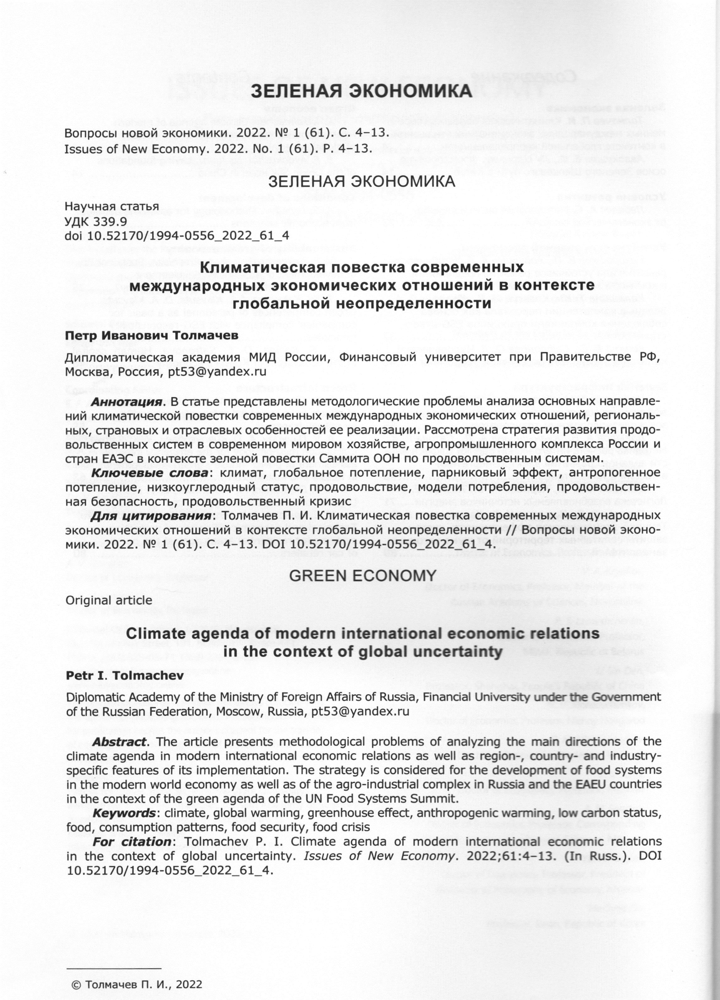 ЗЕЛЕНАЯ ЭКОНОМИКА
Вопросы новой экономики. 2022. № 1 (61). С. 4–13.
Issues of New Economy. 2022. No. 1 (61). P. 4–13.
ЗЕЛЕНАЯ ЭКОНОМИКА
Научная статья
УДК 339.9
doi 10.52170/1994-0556_2022_61_4
Климатическая повестка современных
международных экономических отношений в контексте
глобальной неопределенности
Петр Иванович Толмачев
Дипломатическая академия МИД России, Финансовый университет при Правительстве РФ,
Москва, Россия, pt53@yandex.ru
Аннотация. В статье представлены методологические проблемы анализа основных направле-
ний климатической повестки современных международных экономических отношений, региональ-
ных, страновых и отраслевых особенностей ее реализации. Рассмотрена стратегия развития продо-
вольственных систем в современном мировом хозяйстве, агропромышленного комплекса России и
стран ЕАЭС в контексте зеленой повестки Саммита ООН по продовольственным системам.
Ключевые слова: климат, глобальное потепление, парниковый эффект, антропогенное
потепление, низкоуглеродный статус, продовольствие, модели потребления, продовольствен-
ная безопасность, продовольственный кризис
Для цитирования: Толмачев П. И. Климатическая повестка современных международных
экономических отношений в контексте глобальной неопределенности // Вопросы новой эконо-
мики. 2022. № 1 (61). С. 4–13. DOI 10.52170/1994-0556_2022_61_4.
GREEN ECONOMY
Original article
Climate agenda of modern international economic relations
in the context of global uncertainty
Petr I. Tolmachev
Diplomatic Academy of the Ministry of Foreign Affairs of Russia, Financial University under the Government
of the Russian Federation, Moscow, Russia, pt53@yandex.ru
Abstract. The article presents methodological problems of analyzing the main directions of the
climate agenda in modern international economic relations as well as region-, country- and industry-
specific features of its implementation. The strategy is considered for the development of food systems
in the modern world economy as well as of the agro-industrial complex in Russia and the EAEU countries
in the context of the green agenda of the UN Food Systems Summit.
Keywords: climate, global warming, greenhouse effect, anthropogenic warming, low carbon status,
food, consumption patterns, food security, food crisis
For citation: Tolmachev P. I. Climate agenda of modern international economic relations
in the context of global uncertainty. Issues of New Economy. 2022;61:4–13. (In Russ.). DOI
10.52170/1994-0556_2022_61_4.
© Толмачев П. И., 2022